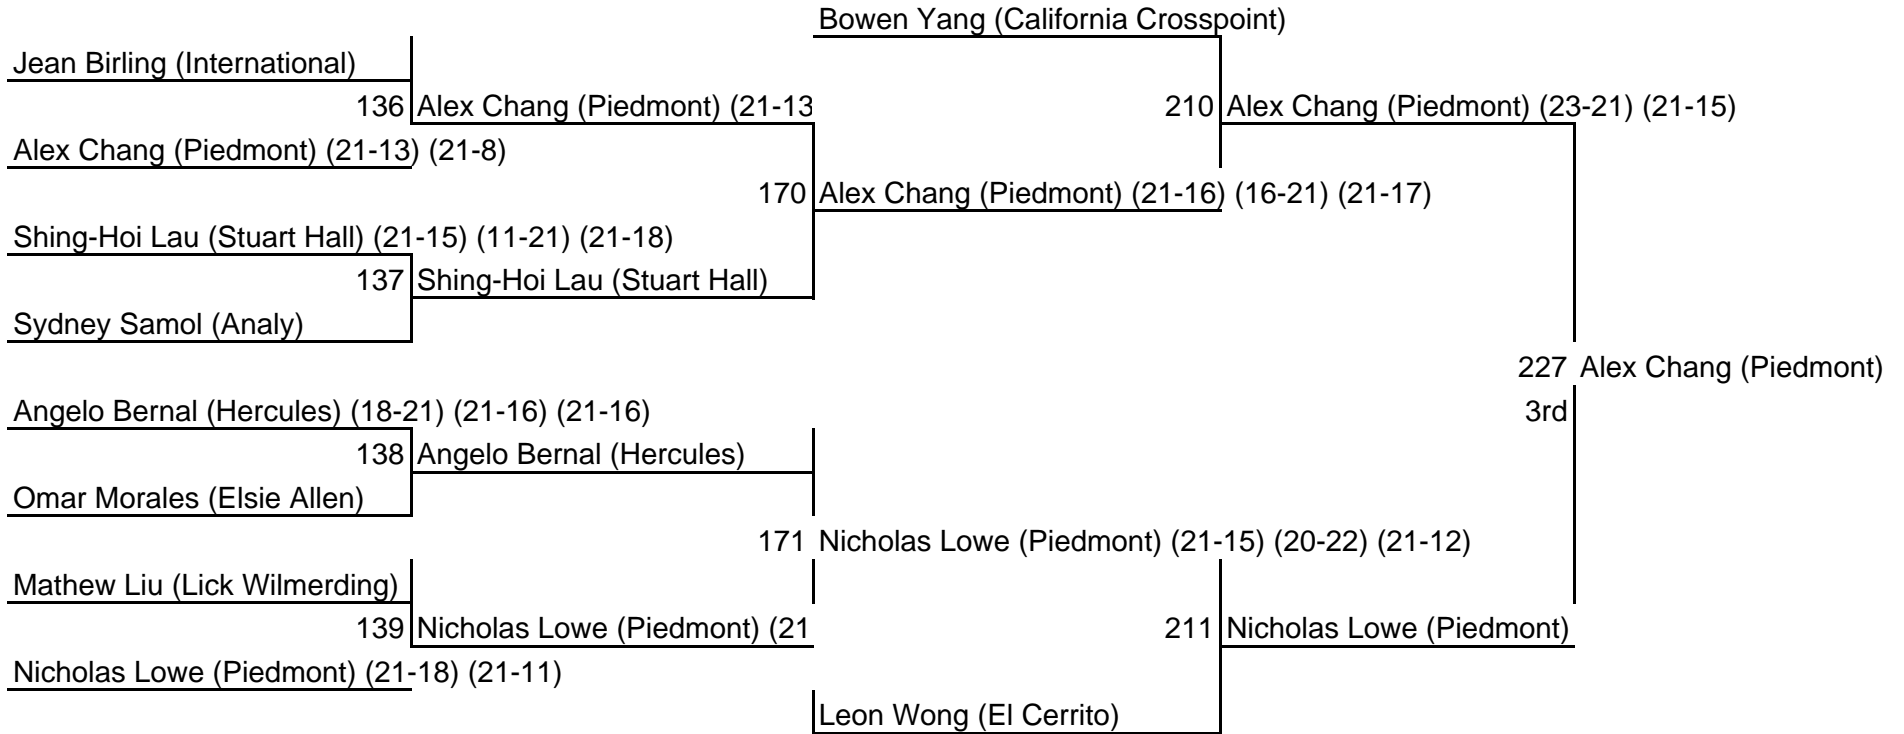 Bowen Yang (California Crosspoint)
Jean Birling (International)
136 Alex Chang (Piedmont) (21-13 210 Alex Chang (Piedmont) (23-21) (21-15)
Alex Chang (Piedmont) (21-13) (21-8)
170 Alex Chang (Piedmont) (21-16) (16-21) (21-17)
Shing-Hoi Lau (Stuart Hall) (21-15) (11-21) (21-18)
137 Shing-Hoi Lau (Stuart Hall)
Sydney Samol (Analy)
227 Alex Chang (Piedmont)
Angelo Bernal (Hercules) (18-21) (21-16) (21-16) 3rd
138 Angelo Bernal (Hercules)
Omar Morales (Elsie Allen)
171 Nicholas Lowe (Piedmont) (21-15) (20-22) (21-12)
Mathew Liu (Lick Wilmerding)
139 Nicholas Lowe (Piedmont) (21 211 Nicholas Lowe (Piedmont)
Nicholas Lowe (Piedmont) (21-18) (21-11)
Leon Wong (El Cerrito)